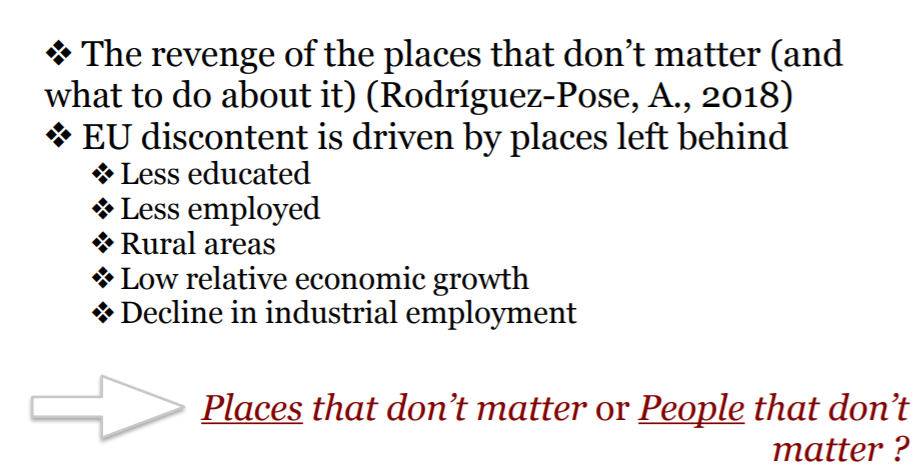 ❖ The revenge of the places that don’t matter (and
what to do about it) (Rodríguez-Pose, A., 2018)
❖ EU discontent is driven by places left behind
❖ Less educated
❖ Less employed
❖ Rural areas
❖ Low relative economic growth
❖ Decline in industrial employment
Places that don’t matter or People that don’t
matter ?